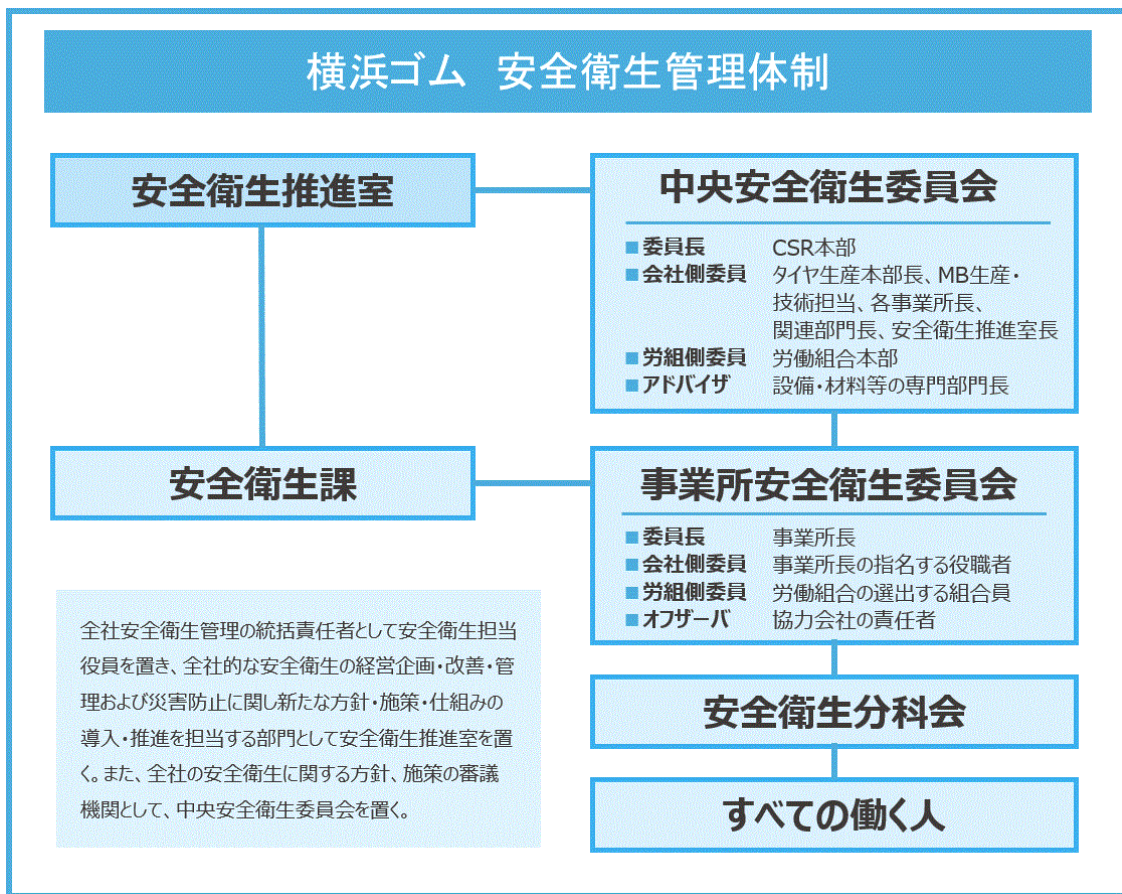 横浜ゴム 安全衛生管理体制
安全衛生推進室
中央安全衛生委員会
■委員長 CSR本部
■会社側委員 タイヤ生産本部長、MB生産・
技術担当、各事業所長、
関連部門長、安全衛生推進室長
■労組側委員 労働組合本部
■アドバイザ 設備・材料等の専門部門長
安全衛生課
事業所安全衛生委員会
■委員長 事業所長
■会社側委員 事業所長の指名する役職者
■労組側委員 労働組合の選出する組合員
■オフザーバ 協力会社の責任者
全社安全衛生管理の統括責任者として安全衛生担当
役員を置き、全社的な安全衛生の経営企画・改善・管
理および災害防止に関し新たな方針・施策・仕組みの
導入・推進を担当する部門として安全衛生推進室を置
く。また、全社の安全衛生に関する方針、施策の審議
機関として、中央安全衛生委員会を置く。
安全衛生分科会
すべての働く人